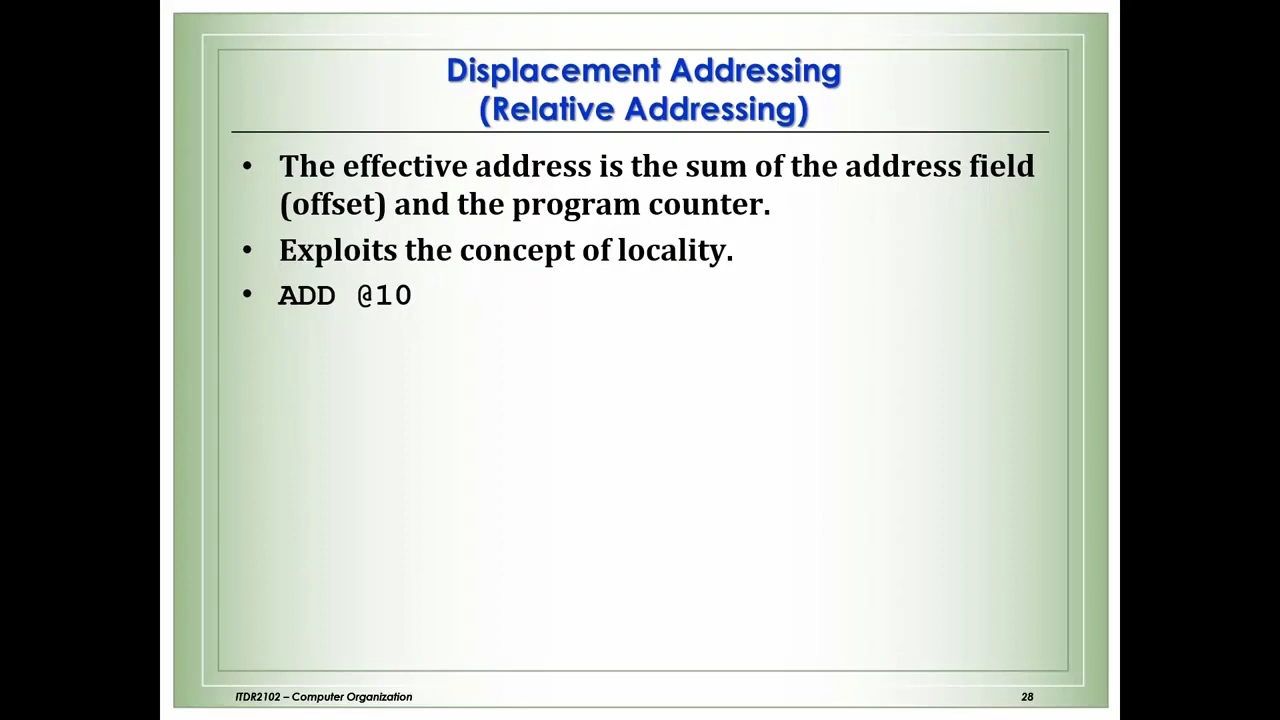 Displacement Addressing
(Relative Addressing)
• The effective address is the sum of the address field
(offset) and the program counter.
• Exploits the concept of locality.
• ADD @10
ITDR2102 – Computer Organization
28